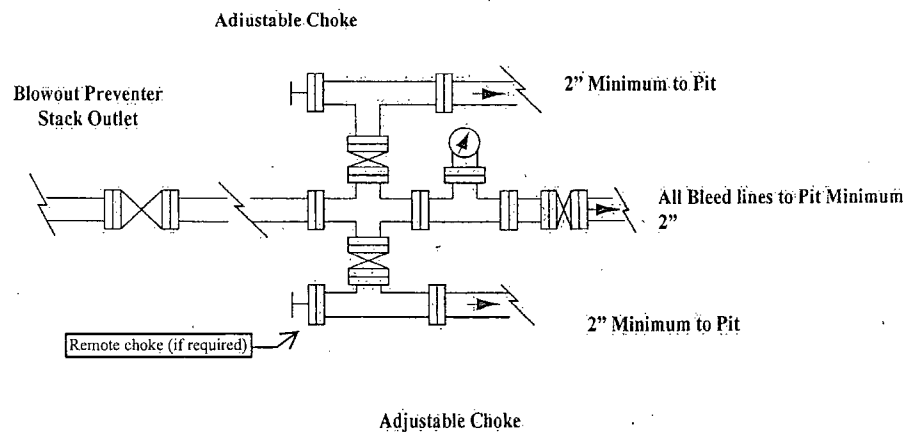 Adiustable Choke
Blowout Preventer
Stack Outlet
2" Minimum to Pit
All Bleed lines to Pit Minimum
2"
2" Minimum to Pit
Remote choke (if required)
Adjustable Choke